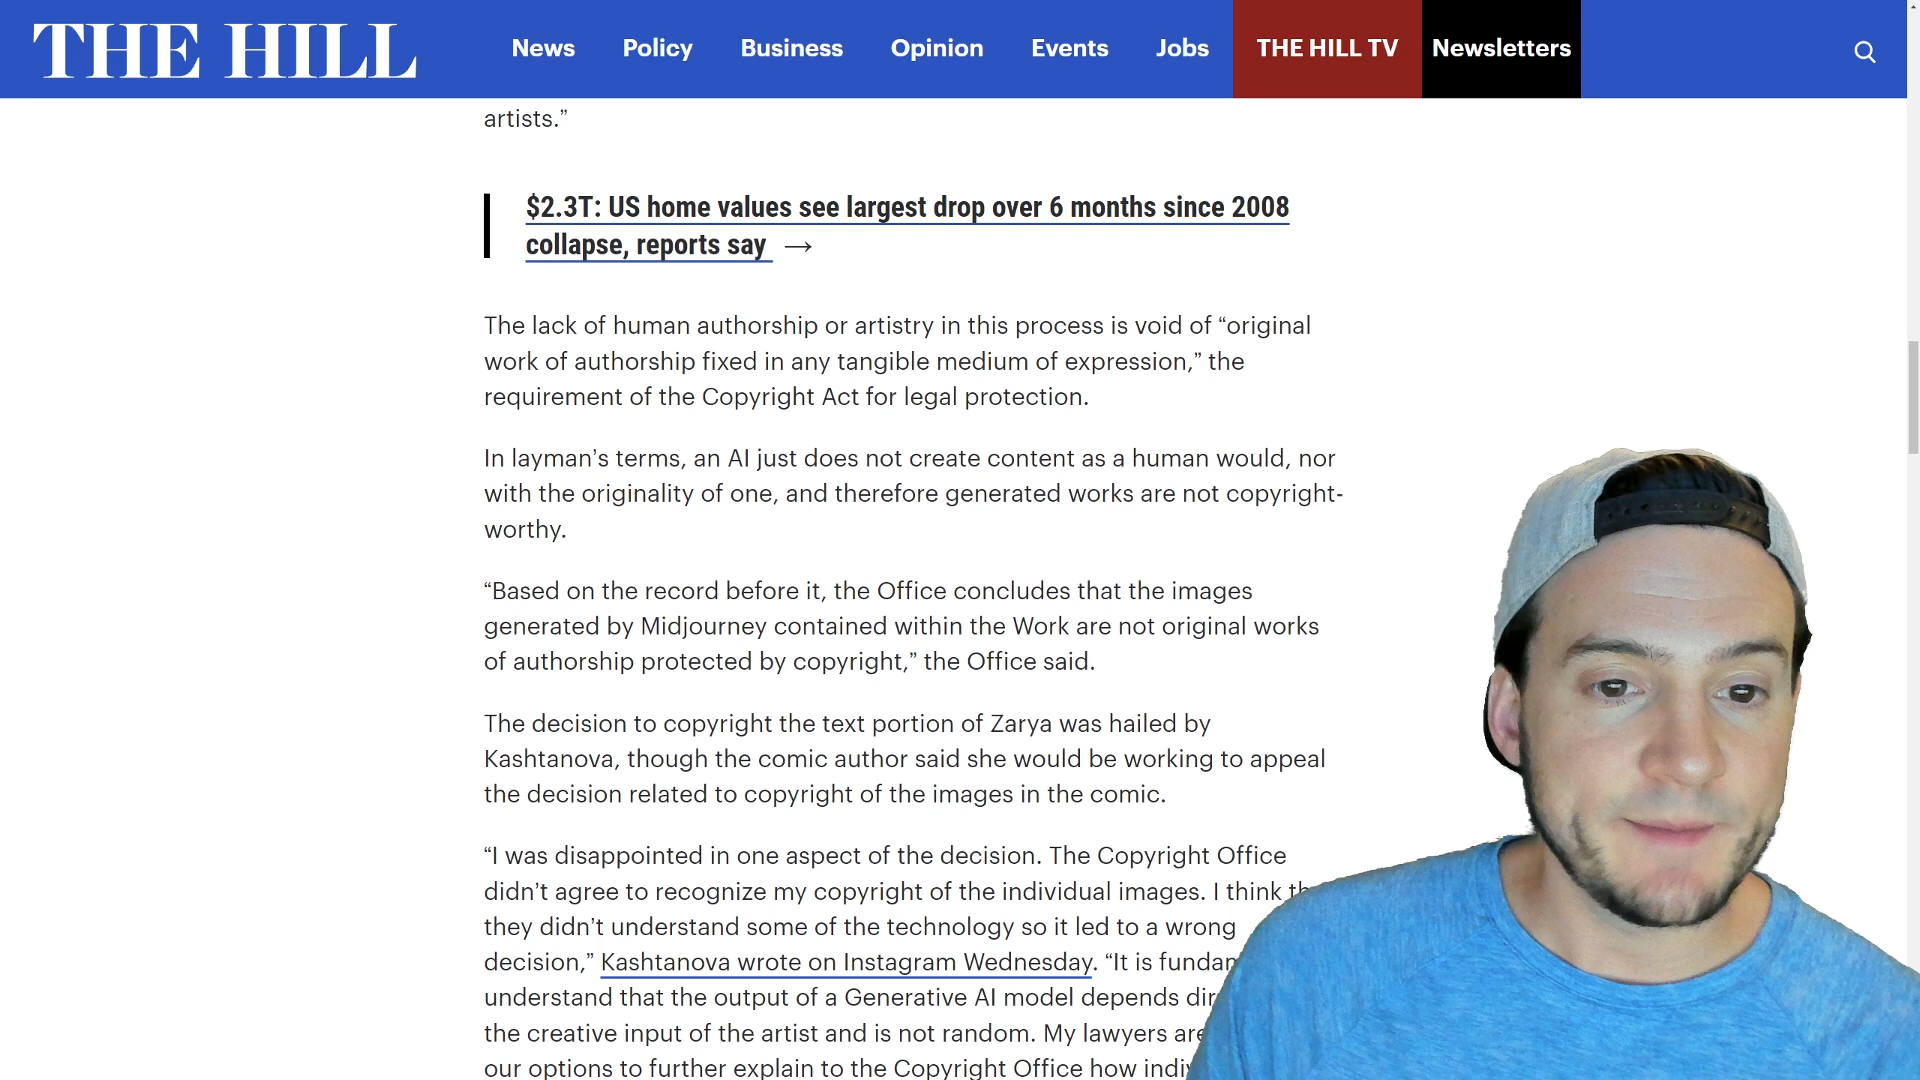 THE HILL
News Policy Business Opinion Events Jobs THE HILL TV Newsletters
artists.”
$2.3T: US home values see largest drop over 6 months since 2008
collapse, reports say →
The lack of human authorship or artistry in this process is void of “original
work of authorship fixed in any tangible medium of expression,” the
requirement of the Copyright Act for legal protection.
In layman’s terms, an AI just does not create content as a human would, nor
with the originality of one, and therefore generated works are not copyright-
worthy.
“Based on the record before it, the Office concludes that the images
generated by Midjourney contained within the Work are not original works
of authorship protected by copyright,” the Office said.
The decision to copyright the text portion of Zarya was hailed by
Kashtanova, though the comic author said she would be working to appeal
the decision related to copyright of the images in the comic.
“I was disappointed in one aspect of the decision. The Copyright Office
didn’t agree to recognize my copyright of the individual images. I think
they didn’t understand some of the technology so it led to a wrong
decision,” Kashtanova wrote on Instagram Wednesday. “It is
understand that the output of a Generative AI model depends
the creative input of the artist and is not random. My lawyers
our options to further explain to the Copyright Office how